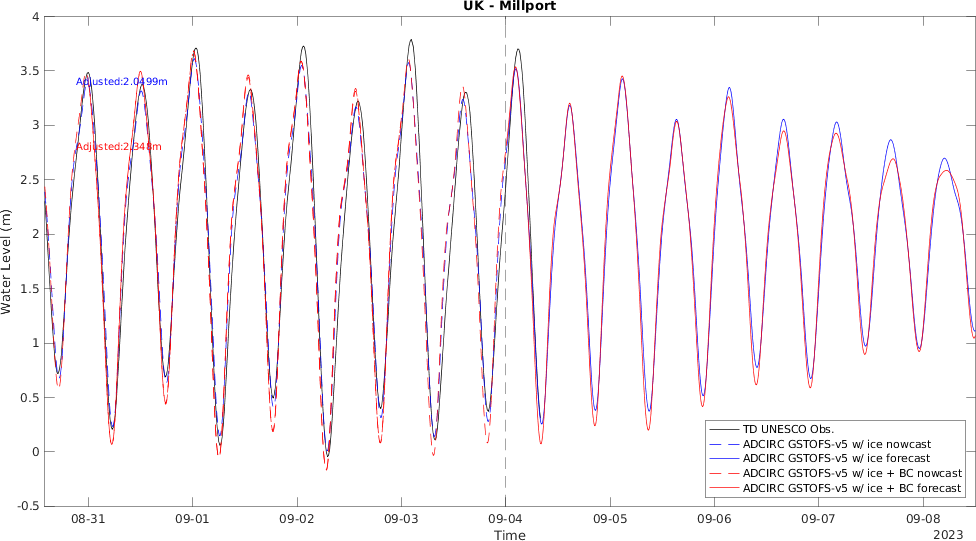 UK - Millport
4
3.5
3
2.5
2
1.5
1
0.5
0
-0.5
Water Level (m)
Adjusted:2.0499m
Adjusted:2.348m
TD UNESCO Obs.
ADCIRC GSTOFS-v5 w/ ice nowcast
ADCIRC GSTOFS-v5 w/ ice forecast
ADCIRC GSTOFS-v5 w/ ice + BC nowcast
ADCIRC GSTOFS-v5 w/ ice + BC forecast
08-31 09-01 09-02 09-03 09-04 09-05 09-06 09-07 09-08
Time
2023